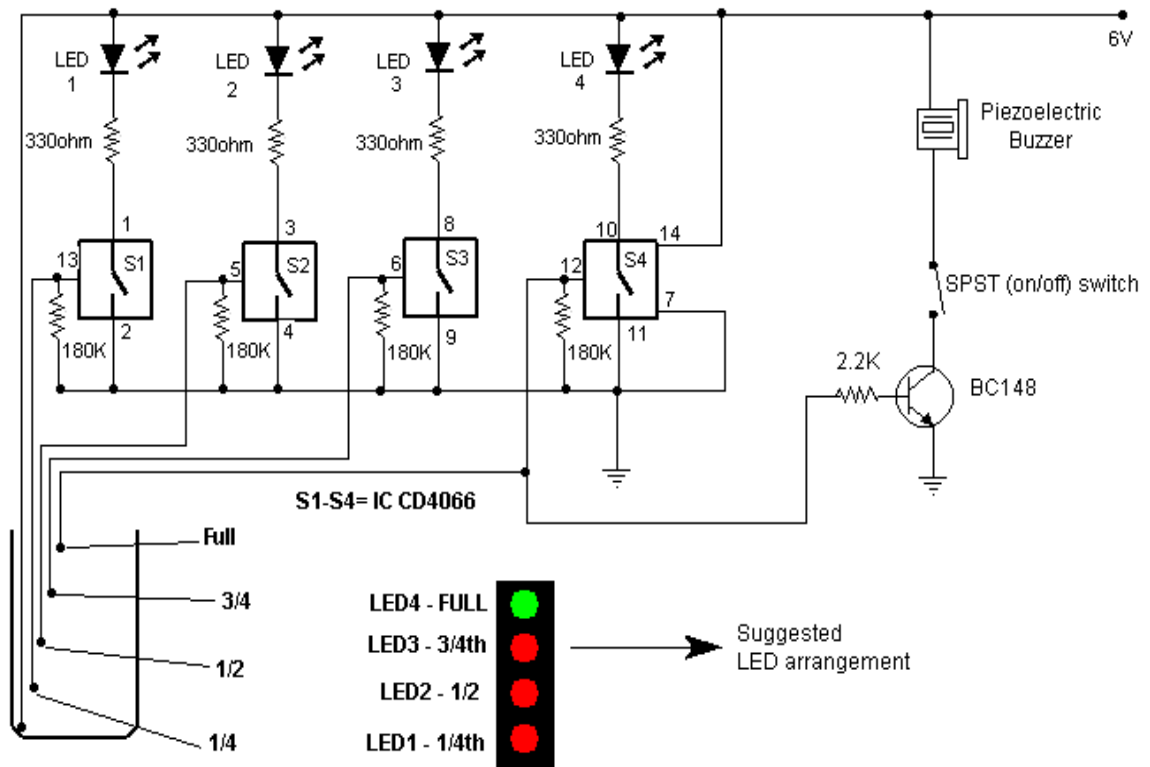 6V
LED
1
LED
2
LED
3
LED
4
330ohm
330ohm
330ohm
330ohm
Piezoelectric
Buzzer
1
3
8
10
14
13
S1
5
S2
6
S3
12
S4
7
2
4
9
11
180K
180K
180K
180K
SPST (on/off) switch
2.2K
BC148
S1-S4= IC CD4066
Full
3/4
1/2
1/4
LED4 - FULL
LED3 - 3/4th
LED2 - 1/2
LED1 - 1/4th
Suggested
LED arrangement